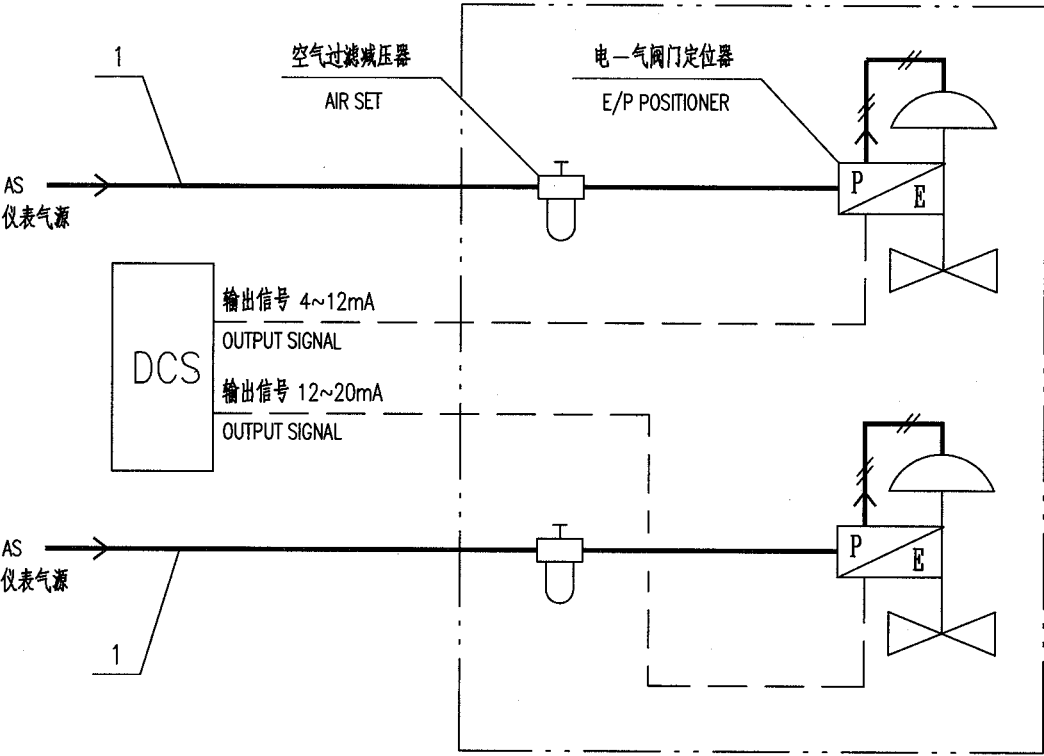 1
空气过滤减压器
AIR SET
电—气阀门定位器
E/P POSITIONER
AS
仪表气源
P
E
输出信号 4~12mA
OUTPUT SIGNAL
DCS
输出信号 12~20mA
OUTPUT SIGNAL
AS
仪表气源
P
E
1